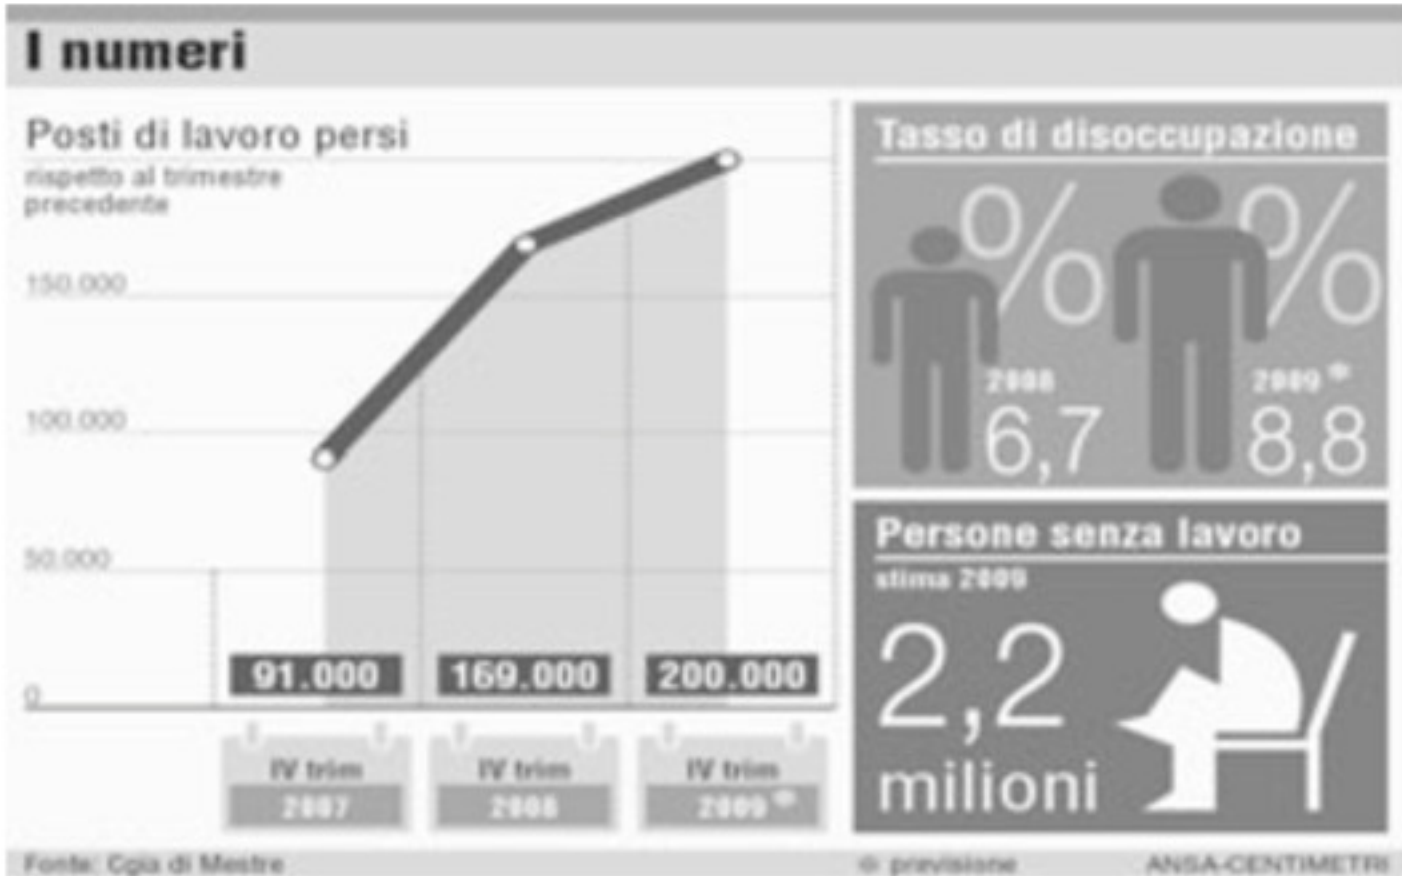 I numeri
Posti di lavoro persi
rispetto al trimestre
precedente
150.000
100.000
50.000
0
91.000
169.000
200.000
IV trim
2007
IV trim
2008
IV trim
2009 *
Tasso di disoccupazione
% %
2008
6,7
2009 *
8,8
Persone senza lavoro
stima 2009
2,2
milioni
Fonte: Cgia di Mestre
* previsione
ANSA-CENTIMETRI